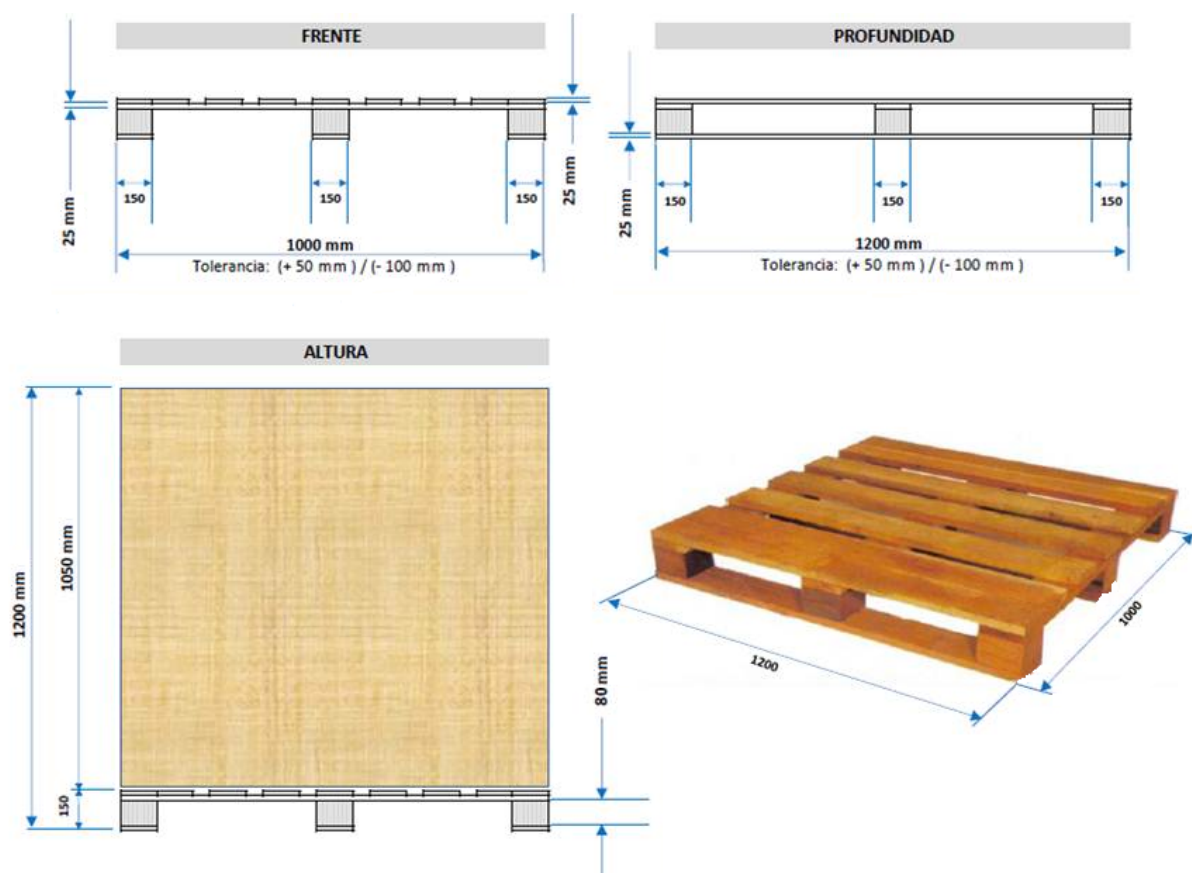 FRENTE
PROFUNDIDAD
25 mm
150
150
150
25 mm
1000 mm
Tolerancia: (+ 50 mm ) / (- 100 mm )
25 mm
150
150
150
1200 mm
Tolerancia: (+ 50 mm ) / (- 100 mm )
ALTURA
1200 mm
1050 mm
150
80 mm
1200
1000